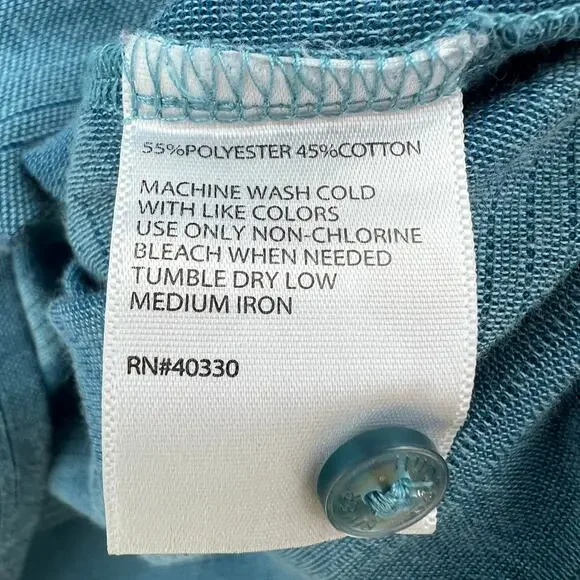 55%POLYESTER 45%COTTON
MACHINE WASH COLD
WITH LIKE COLORS
USE ONLY NON-CHLORINE
BLEACH WHEN NEEDED
TUMBLE DRY LOW
MEDIUM IRON
RN#40330